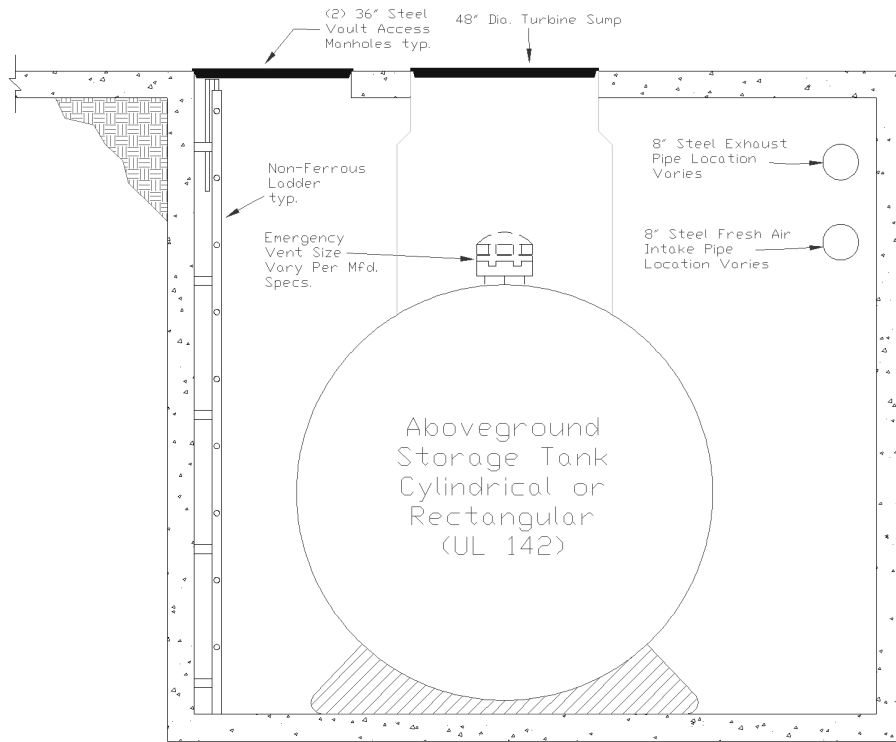 (2) 36" Steel
Vault Access
Manholes typ.
48" Dia. Turbine Sump
8" Steel Exhaust
Pipe Location
Varies
Non-Ferrous
Ladder
typ.
8" Steel Fresh Air
Intake Pipe
Location Varies
Emergency
Vent Size
Vary Per Mfd.
Specs.
Aboveground
Storage Tank
Cylindrical or
Rectangular
(UL 142)